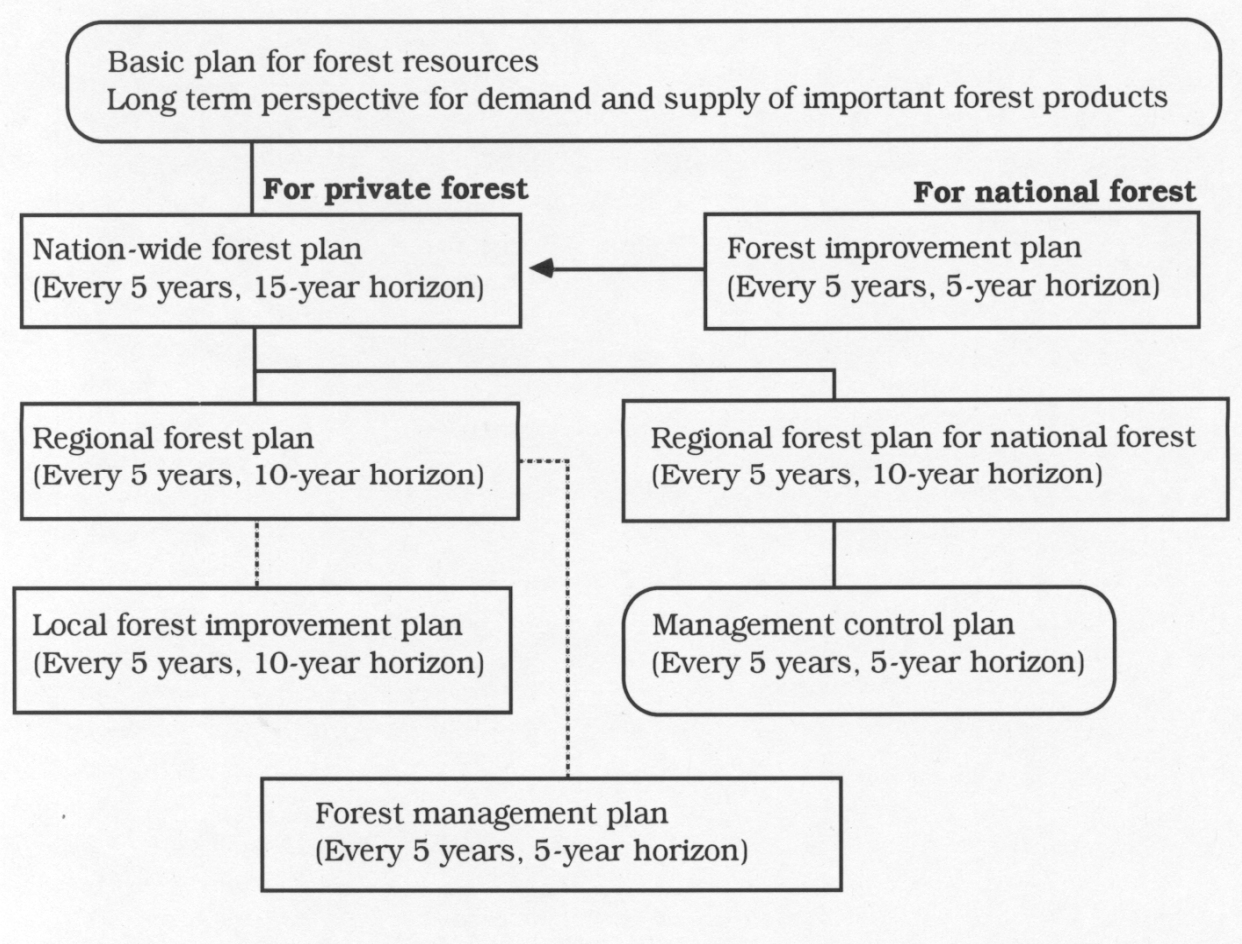 Basic plan for forest resources
Long term perspective for demand and supply of important forest products
For private forest
For national forest
Nation-wide forest plan
(Every 5 years, 15-year horizon)
Forest improvement plan
(Every 5 years, 5-year horizon)
Regional forest plan
(Every 5 years, 10-year horizon)
Regional forest plan for national forest
(Every 5 years, 10-year horizon)
Local forest improvement plan
(Every 5 years, 10-year horizon)
Management control plan
(Every 5 years, 5-year horizon)
Forest management plan
(Every 5 years, 5-year horizon)